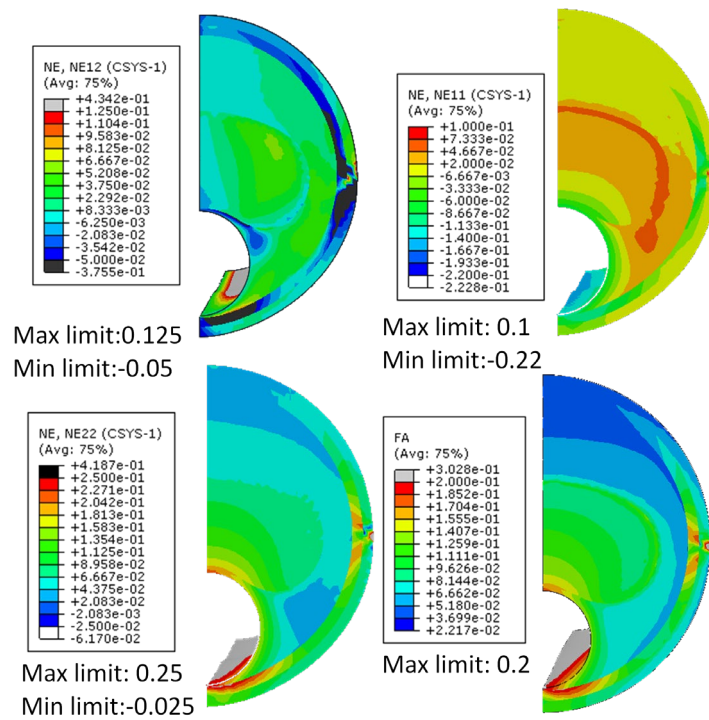 NE, NE12 (CSYS-1)
(Avg: 75%)
+4.342e-01
+1.250e-01
+1.104e-01
+9.583e-02
+8.125e-02
+6.667e-02
+5.208e-02
+3.750e-02
+2.292e-02
+8.333e-03
-6.250e-03
-2.083e-02
-3.542e-02
-5.000e-02
-3.755e-01
Max limit:0.125
Min limit:-0.05
NE, NE11 (CSYS-1)
(Avg: 75%)
+1.000e-01
+7.333e-02
+4.667e-02
+2.000e-02
-6.667e-03
-3.333e-02
-6.000e-02
-8.667e-02
-1.133e-01
-1.400e-01
-1.667e-01
-1.933e-01
-2.200e-01
-2.228e-01
Max limit: 0.1
Min limit:-0.22
NE, NE22 (CSYS-1)
(Avg: 75%)
+4.187e-01
+2.500e-01
+2.271e-01
+2.042e-01
+1.813e-01
+1.583e-01
+1.354e-01
+1.125e-01
+8.958e-02
+6.667e-02
+4.375e-02
+2.083e-02
-2.083e-03
-2.500e-02
-6.170e-02
Max limit: 0.25
Min limit:-0.025
FA
(Avg: 75%)
+3.028e-01
+2.000e-01
+1.852e-01
+1.704e-01
+1.555e-01
+1.407e-01
+1.259e-01
+1.111e-01
+9.626e-02
+8.144e-02
+6.662e-02
+5.180e-02
+3.699e-02
+2.217e-02
Max limit: 0.2